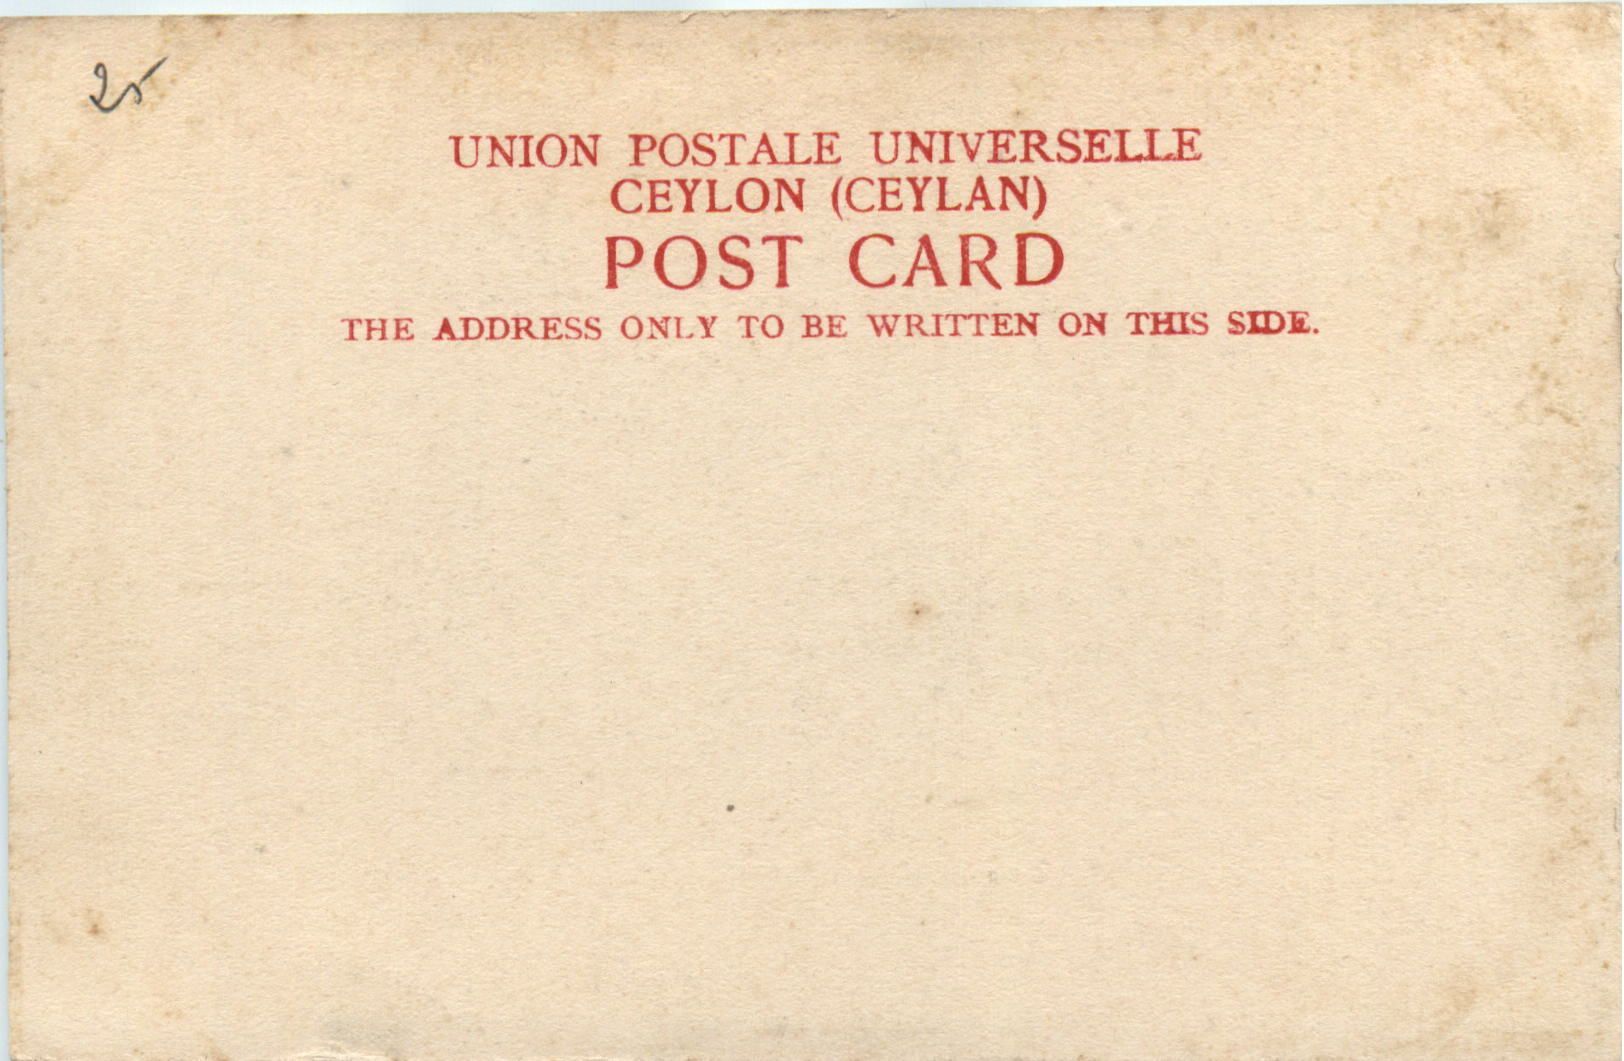 25
UNION POSTALE UNIVERSELLE
CEYLON (CEYLAN)
POST CARD
THE ADDRESS ONLY TO BE WRITTEN ON THIS SIDE.